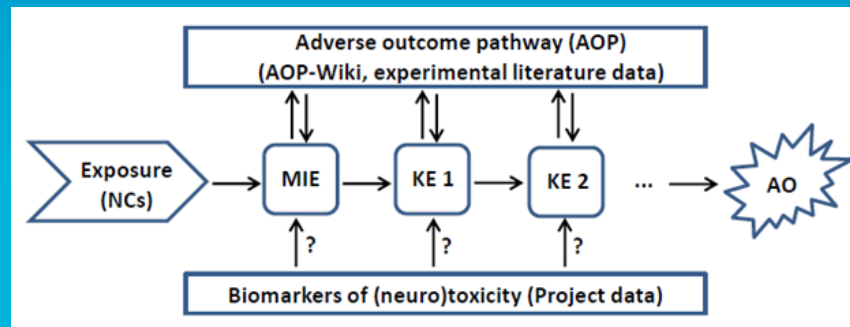 Adverse outcome pathway (AOP)
(AOP-Wiki, experimental literature data)
Exposure
(NCs)
MIE
KE 1
KE 2
...
AO
?
?
?
Biomarkers of (neuro)toxicity (Project data)